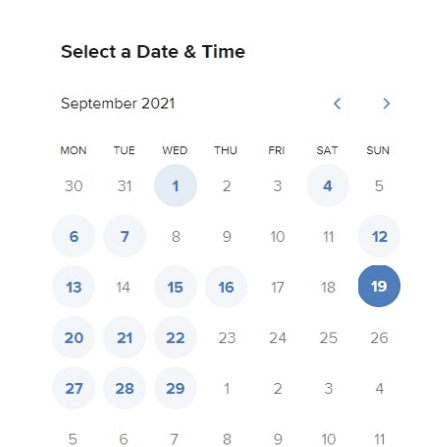 Select a Date & Time
September 2021
MON TUE WED THU FRI SAT SUN
30 31 1 2 3 4 5
6 7 8 9 10 11 12
13 14 15 16 17 18 19
20 21 22 23 24 25 26
27 28 29 1 2 3 4
5 6 7 8 9 10 11